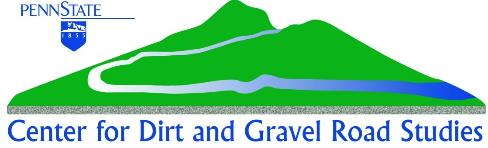 PENNSTATE
1855
Center for Dirt and Gravel Road Studies